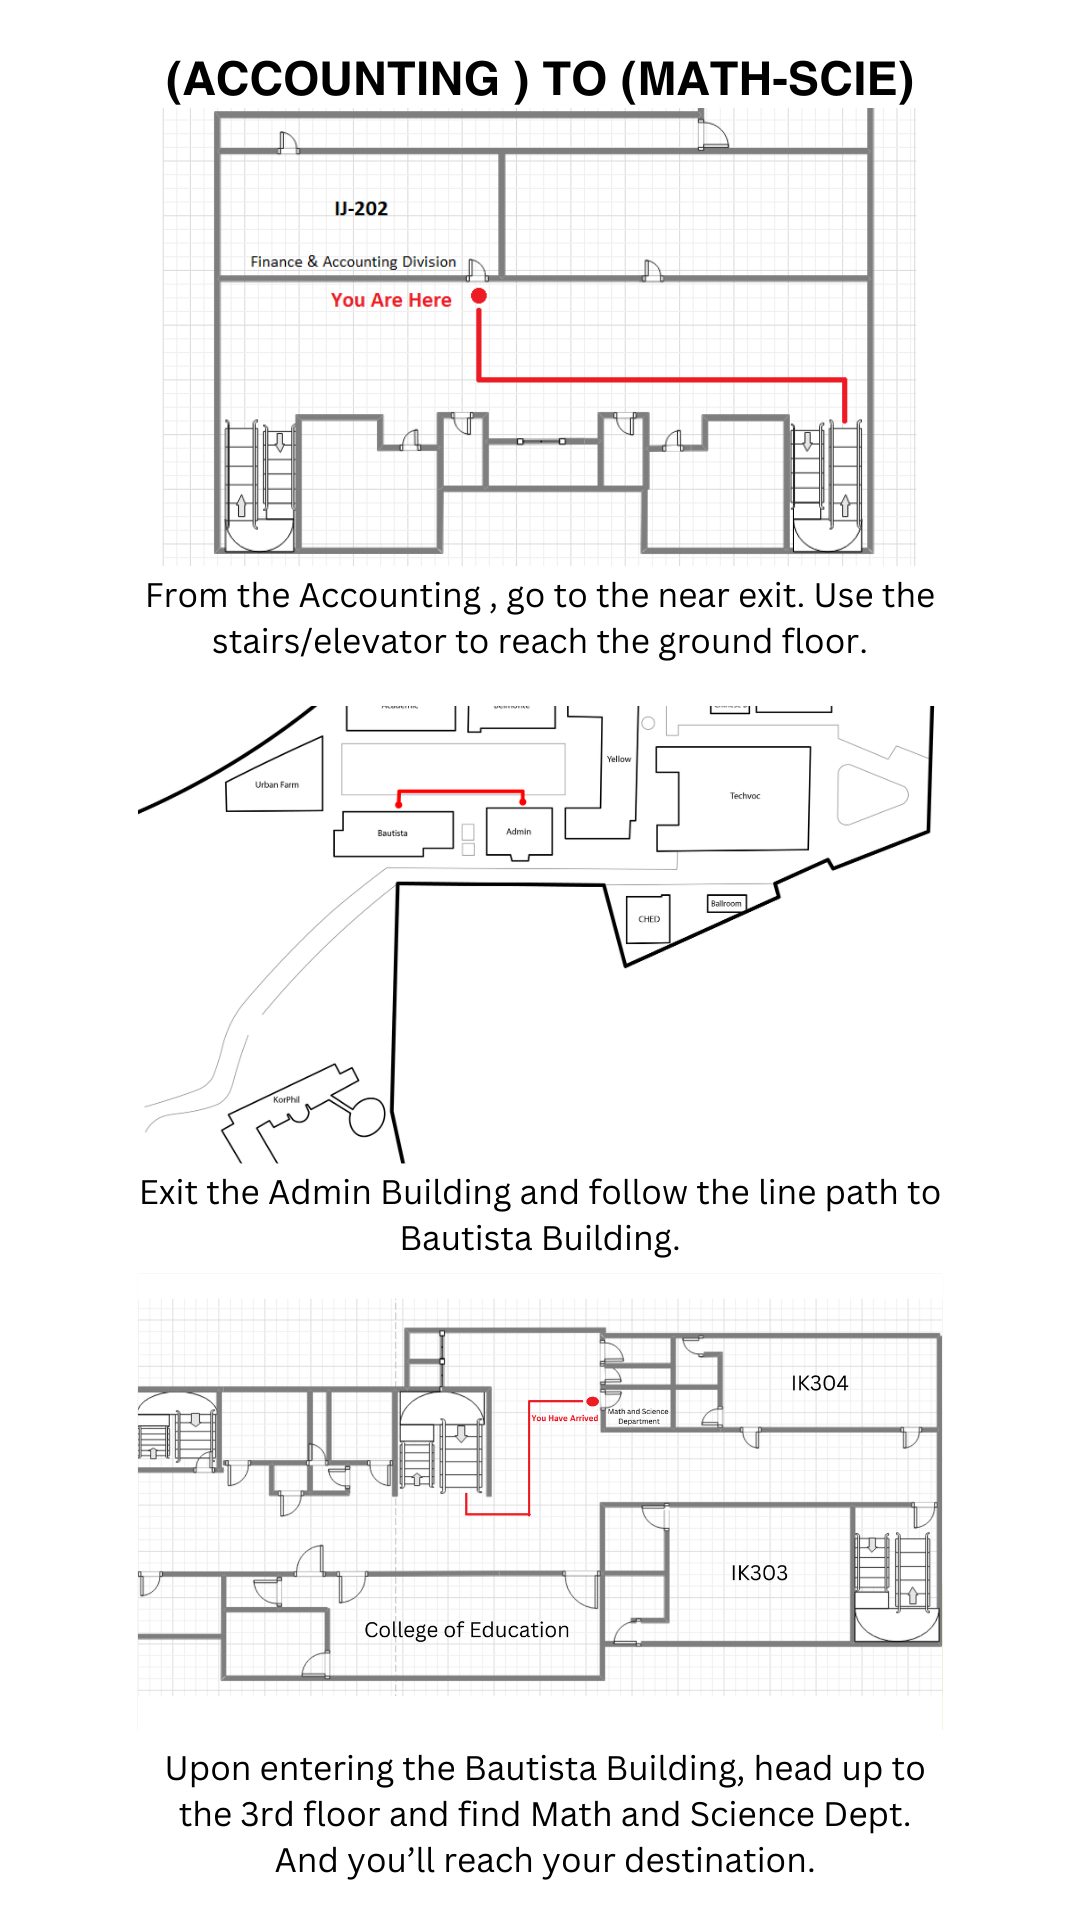 (ACCOUNTING ) TO (MATH-SCIE)
IJ-202
Finance & Accounting Division
You Are Here
From the Accounting , go to the near exit. Use the
stairs/elevator to reach the ground floor.
Academic
Belmonte
Yellow
Urban Farm
Techvoc
Bautista
Admin
CHED
Ballroom
KorPhil
Exit the Admin Building and follow the line path to
Bautista Building.
IK304
Math and Science
Department
You Have Arrived
IK303
College of Education
Upon entering the Bautista Building, head up to
the 3rd floor and find Math and Science Dept.
And you’ll reach your destination.